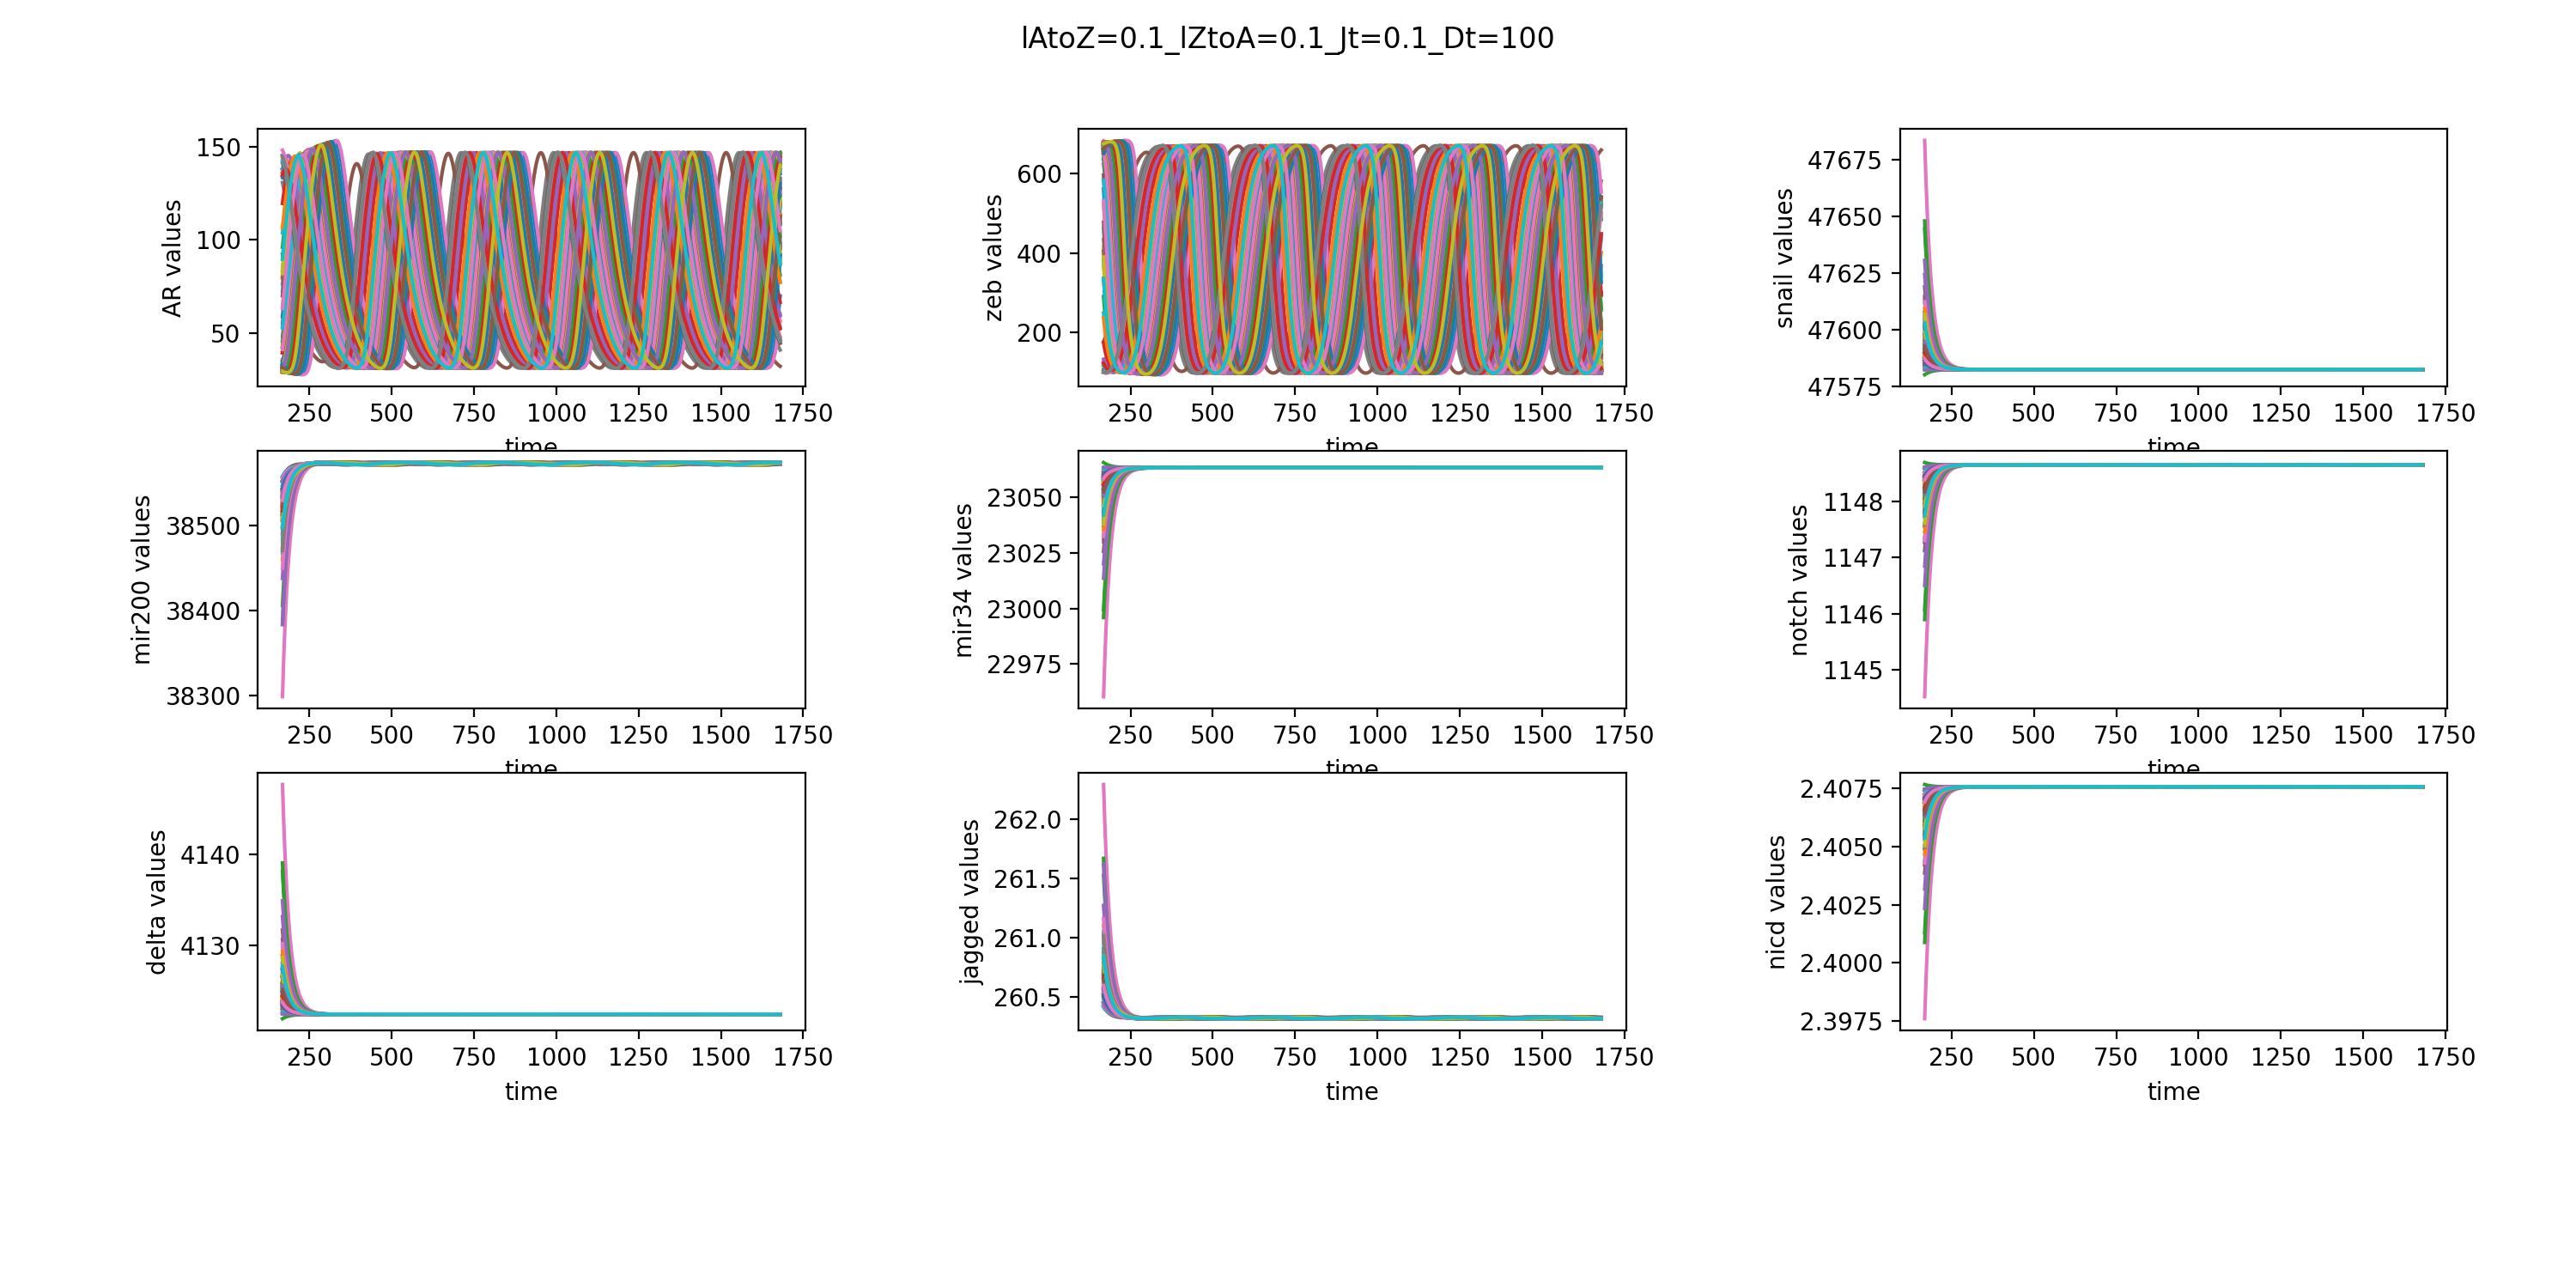 lAtoZ=0.1_lZtoA=0.1_Jt=0.1_Dt=100
AR values
150
100
50
250 500 750 1000 1250 1500 1750
time
zeb values
600
400
200
250 500 750 1000 1250 1500 1750
time
snail values
47675
47650
47625
47600
47575
250 500 750 1000 1250 1500 1750
time
mir200 values
38500
38400
38300
250 500 750 1000 1250 1500 1750
time
mir34 values
23050
23025
23000
22975
250 500 750 1000 1250 1500 1750
time
notch values
1148
1147
1146
1145
250 500 750 1000 1250 1500 1750
time
delta values
4140
4130
250 500 750 1000 1250 1500 1750
time
jagged values
262.0
261.5
261.0
260.5
250 500 750 1000 1250 1500 1750
time
nicd values
2.4075
2.4050
2.4025
2.4000
2.3975
250 500 750 1000 1250 1500 1750
time